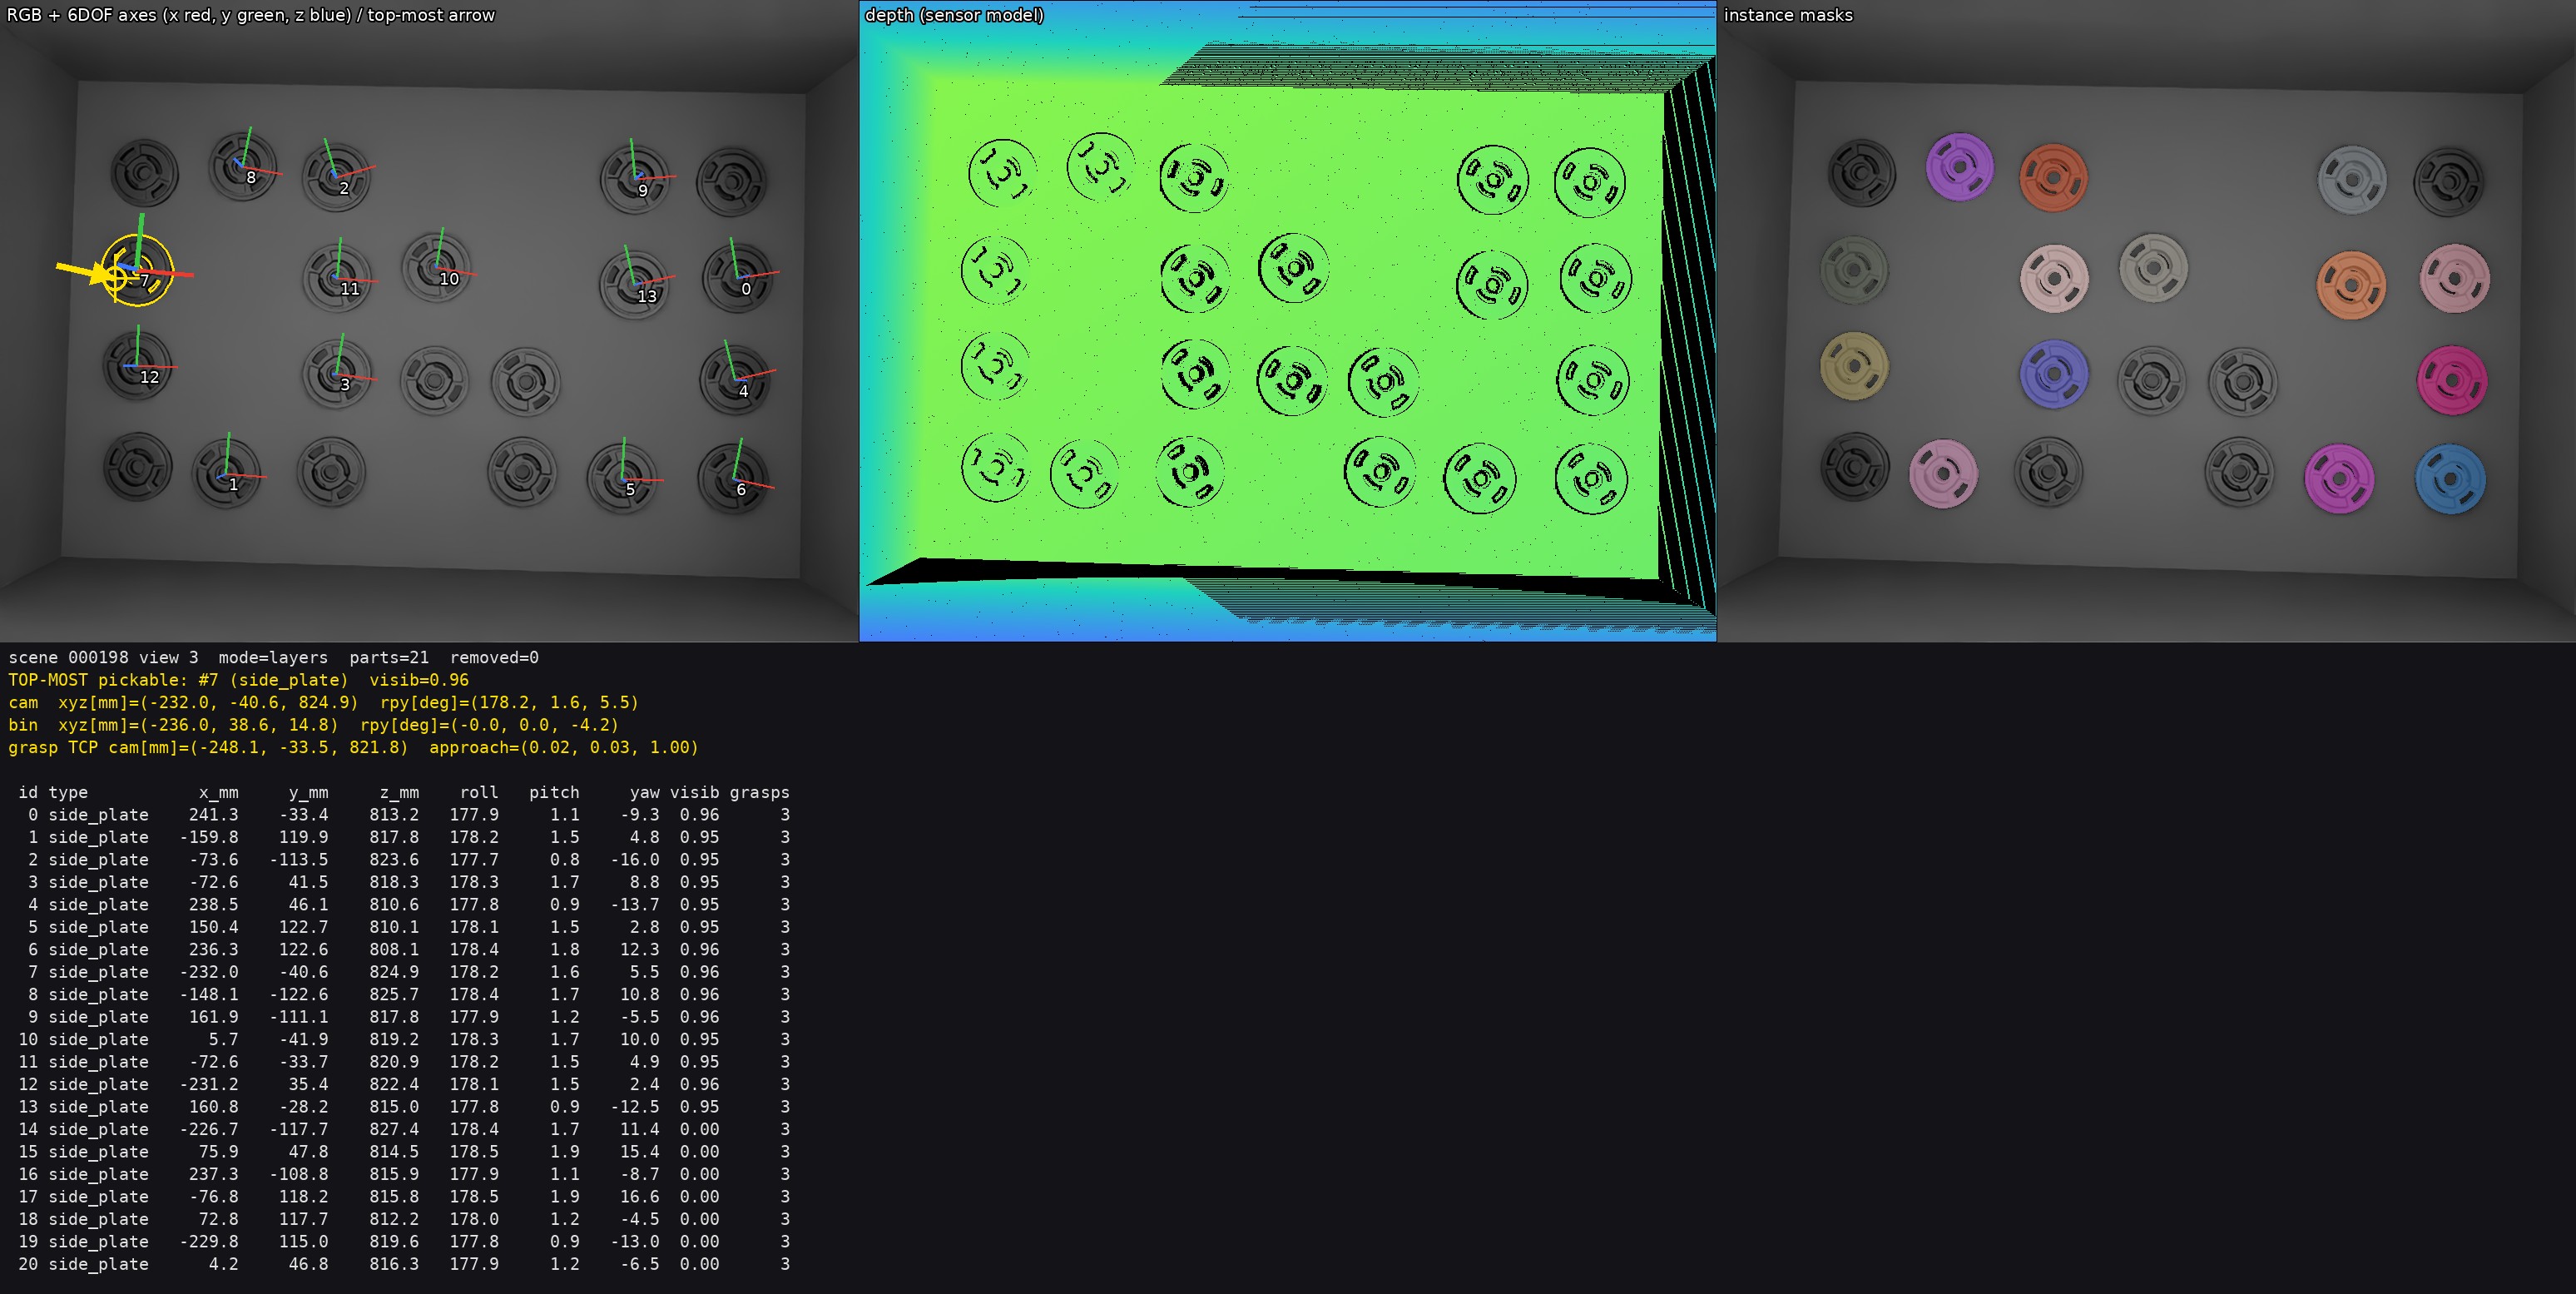 RGB + 6DOF axes (x red, y green, z blue) / top-most arrow
depth (sensor model)
instance masks
8
2
9
7
11
10
13
0
12
3
4
1
5
6
scene 000198 view 3 mode=layers parts=21 removed=0
TOP-MOST pickable: #7 (side_plate) visib=0.96
cam xyz[mm]=(-232.0, -40.6, 824.9) rpy[deg]=(178.2, 1.6, 5.5)
bin xyz[mm]=(-236.0, 38.6, 14.8) rpy[deg]=(-0.0, 0.0, -4.2)
grasp TCP cam[mm]=(-248.1, -33.5, 821.8) approach=(0.02, 0.03, 1.00)
id type x_mm y_mm z_mm roll pitch yaw visib grasps
0 side_plate 241.3 -33.4 813.2 177.9 1.1 -9.3 0.96 3
1 side_plate -159.8 119.9 817.8 178.2 1.5 4.8 0.95 3
2 side_plate -73.6 -113.5 823.6 177.7 0.8 -16.0 0.95 3
3 side_plate -72.6 41.5 818.3 178.3 1.7 8.8 0.95 3
4 side_plate 238.5 46.1 810.6 177.8 0.9 -13.7 0.95 3
5 side_plate 150.4 122.7 810.1 178.1 1.5 2.8 0.95 3
6 side_plate 236.3 122.6 808.1 178.4 1.8 12.3 0.96 3
7 side_plate -232.0 -40.6 824.9 178.2 1.6 5.5 0.96 3
8 side_plate -148.1 -122.6 825.7 178.4 1.7 10.8 0.96 3
9 side_plate 161.9 -111.1 817.8 177.9 1.2 -5.5 0.96 3
10 side_plate 5.7 -41.9 819.2 178.3 1.7 10.0 0.95 3
11 side_plate -72.6 -33.7 820.9 178.2 1.5 4.9 0.95 3
12 side_plate -231.2 35.4 822.4 178.1 1.5 2.4 0.96 3
13 side_plate 160.8 -28.2 815.0 177.8 0.9 -12.5 0.95 3
14 side_plate -226.7 -117.7 827.4 178.4 1.7 11.4 0.00 3
15 side_plate 75.9 47.8 814.5 178.5 1.9 15.4 0.00 3
16 side_plate 237.3 -108.8 815.9 177.9 1.1 -8.7 0.00 3
17 side_plate -76.8 118.2 815.8 178.5 1.9 16.6 0.00 3
18 side_plate 72.8 117.7 812.2 178.0 1.2 -4.5 0.00 3
19 side_plate -229.8 115.0 819.6 177.8 0.9 -13.0 0.00 3
20 side_plate 4.2 46.8 816.3 177.9 1.2 -6.5 0.00 3